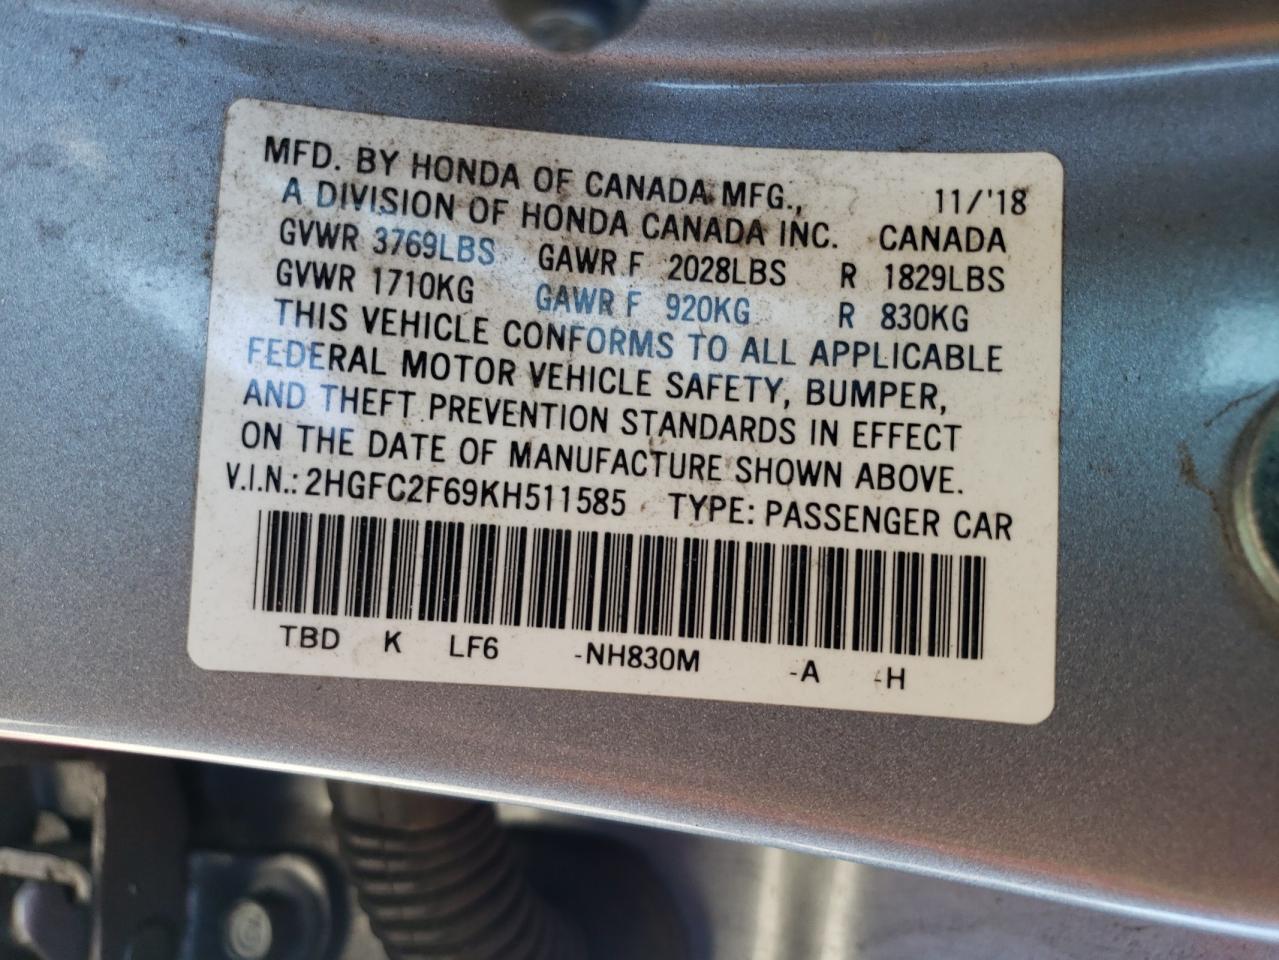 MFD. BY HONDA OF CANADA MFG., 11/'18
A DIVISION OF HONDA CANADA INC. CANADA
GVWR 3769LBS GAWR F 2028LBS R 1829LBS
GVWR 1710KG GAWR F 920KG R 830KG
THIS VEHICLE CONFORMS TO ALL APPLICABLE
FEDERAL MOTOR VEHICLE SAFETY, BUMPER,
AND THEFT PREVENTION STANDARDS IN EFFECT
ON THE DATE OF MANUFACTURE SHOWN ABOVE.
V.I.N.: 2HGFC2F69KH511585 TYPE: PASSENGER CAR
TBD K LF6 -NH830M -A -H